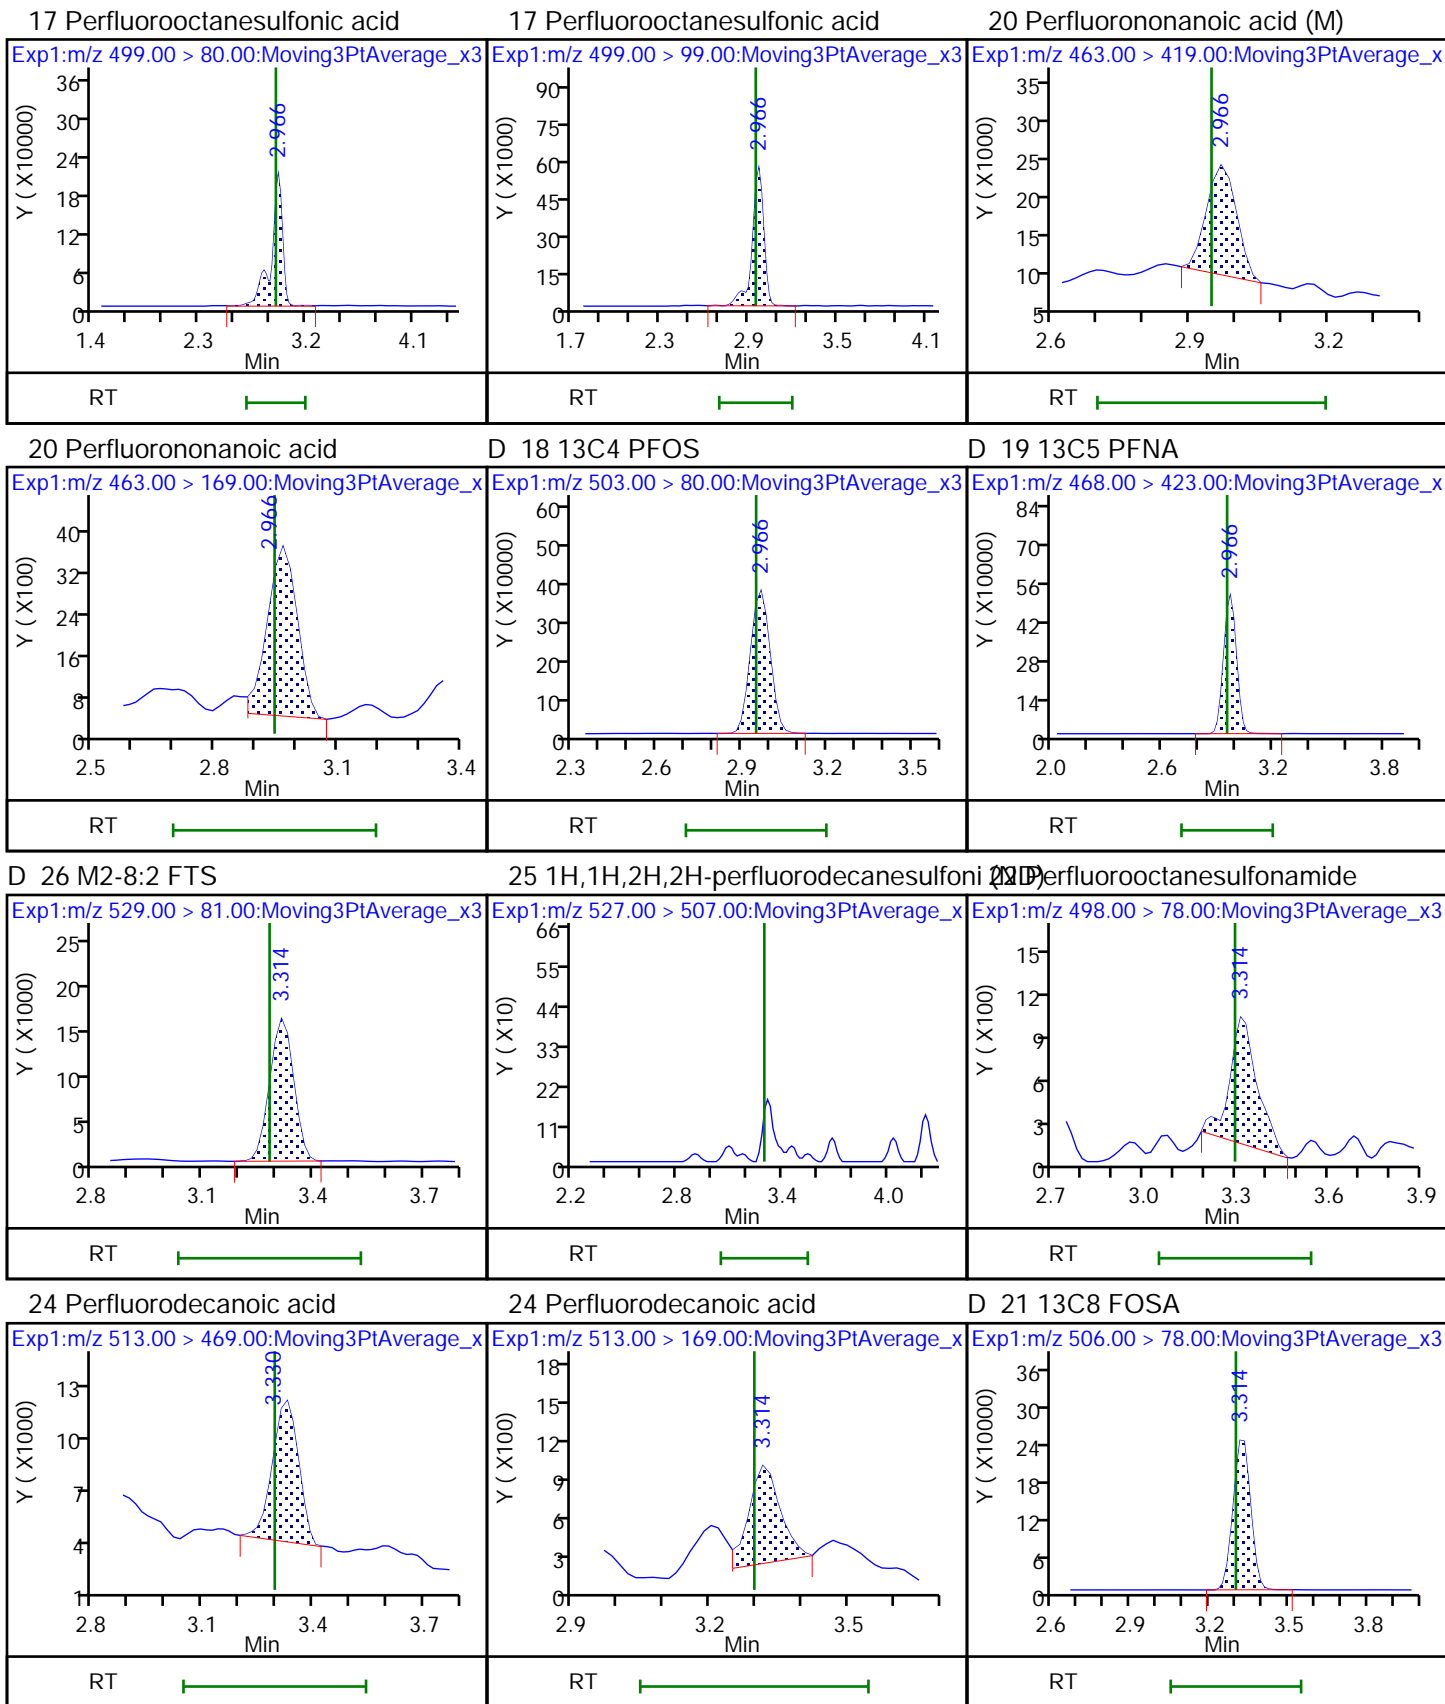 17 Perfluorooctanesulfonic acid
Exp1:m/z 499.00 > 80.00:Moving3PtAverage_x3
Y ( X10000)
36
30
24
18
12
6
0
2.966
1.4 2.3 3.2 4.1
Min
RT
17 Perfluorooctanesulfonic acid
Exp1:m/z 499.00 > 99.00:Moving3PtAverage_x3
Y ( X1000)
90
75
60
45
30
15
0
2.966
1.7 2.3 2.9 3.5 4.1
Min
RT
20 Perfluorononanoic acid (M)
Exp1:m/z 463.00 > 419.00:Moving3PtAverage_x
Y ( X1000)
35
30
25
20
15
10
5
2.966
2.6 2.9 3.2
Min
RT
20 Perfluorononanoic acid
Exp1:m/z 463.00 > 169.00:Moving3PtAverage_x
Y ( X100)
40
32
24
16
8
0
2.966
2.5 2.8 3.1 3.4
Min
RT
D 18 13C4 PFOS
Exp1:m/z 503.00 > 80.00:Moving3PtAverage_x3
Y ( X10000)
60
50
40
30
20
10
0
2.966
2.3 2.6 2.9 3.2 3.5
Min
RT
D 19 13C5 PFNA
Exp1:m/z 468.00 > 423.00:Moving3PtAverage_x
Y ( X10000)
84
70
56
42
28
14
0
2.966
2.0 2.6 3.2 3.8
Min
RT
D 26 M2-8:2 FTS
Exp1:m/z 529.00 > 81.00:Moving3PtAverage_x3
Y ( X1000)
25
20
15
10
5
0
3.314
2.8 3.1 3.4 3.7
Min
RT
25 1H,1H,2H,2H-perfluorodecanesulfoni (ND)
Exp1:m/z 527.00 > 507.00:Moving3PtAverage_x
Y ( X10)
66
55
44
33
22
11
0
2.2 2.8 3.4 4.0
Min
RT
22 Perfluorooctanesulfonamide
Exp1:m/z 498.00 > 78.00:Moving3PtAverage_x3
Y ( X100)
15
12
9
6
3
0
3.314
2.7 3.0 3.3 3.6 3.9
Min
RT
24 Perfluorodecanoic acid
Exp1:m/z 513.00 > 469.00:Moving3PtAverage_x
Y ( X1000)
13
10
7
4
1
3.330
2.8 3.1 3.4 3.7
Min
RT
24 Perfluorodecanoic acid
Exp1:m/z 513.00 > 169.00:Moving3PtAverage_x
Y ( X100)
18
15
12
9
6
3
0
3.314
2.9 3.2 3.5
Min
RT
D 21 13C8 FOSA
Exp1:m/z 506.00 > 78.00:Moving3PtAverage_x3
Y ( X10000)
36
30
24
18
12
6
0
3.314
2.6 2.9 3.2 3.5 3.8
Min
RT